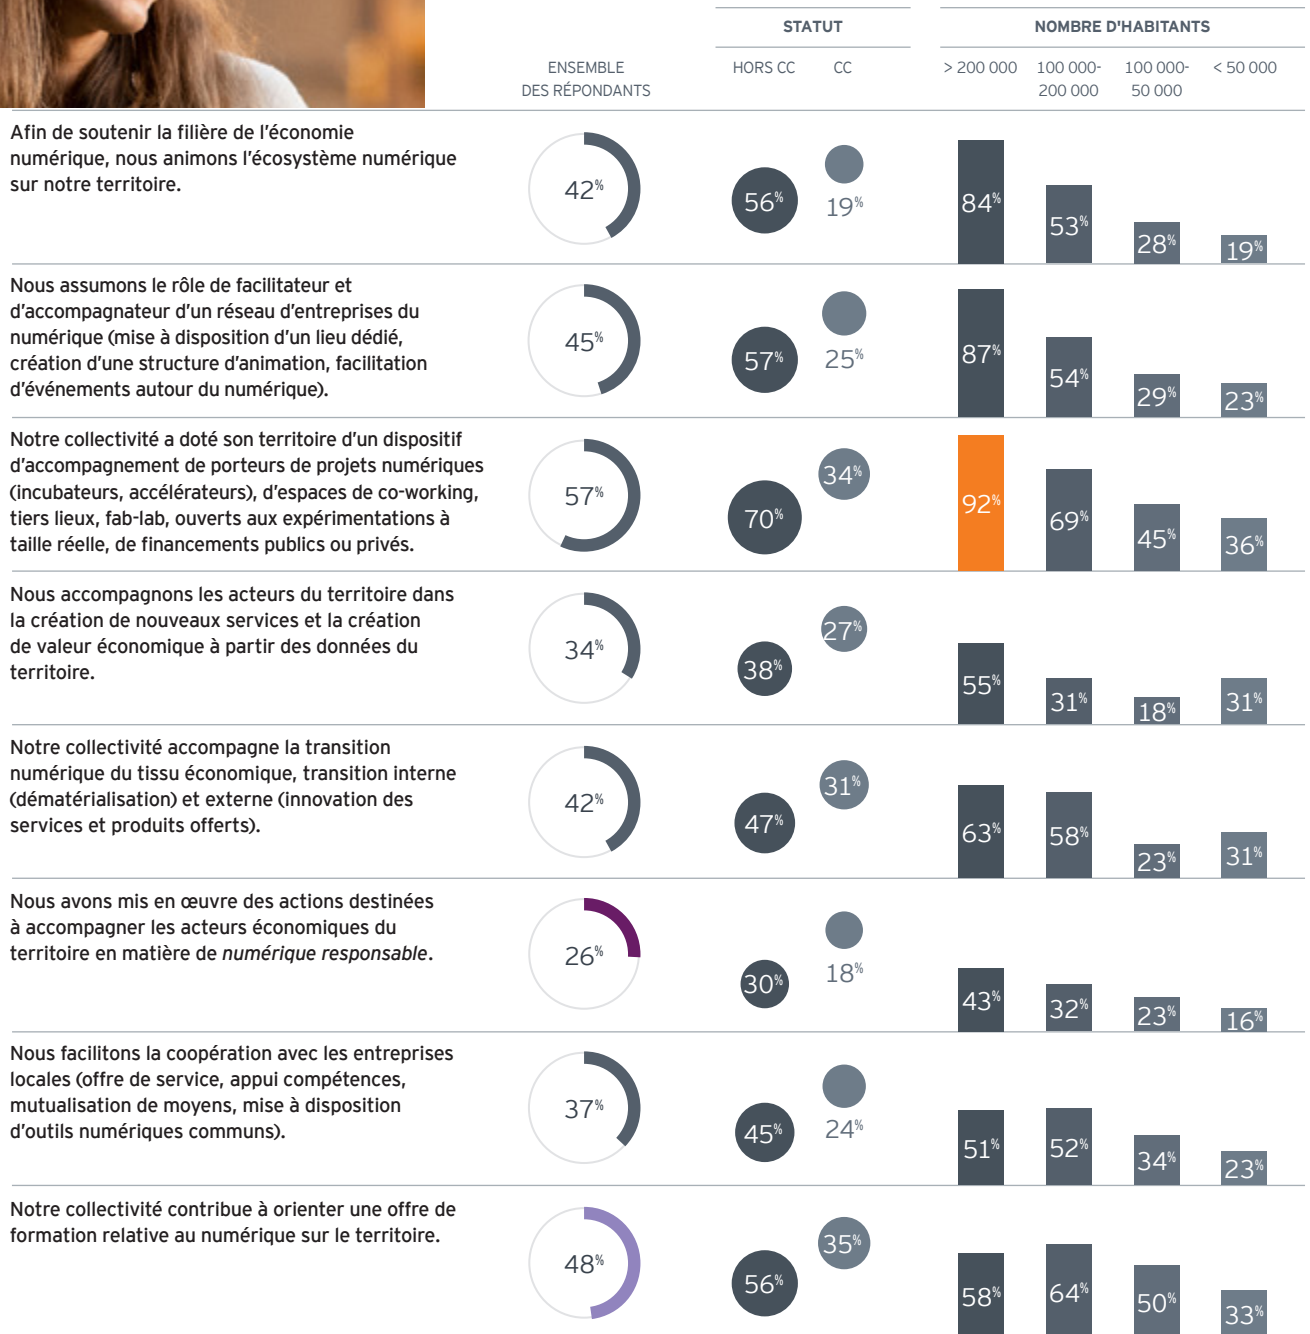 STATUT
NOMBRE D'HABITANTS
ENSEMBLE
DES RÉPONDANTS
HORS CC
CC
> 200 000
100 000-
200 000
100 000-
50 000
< 50 000
Afin de soutenir la filière de l'économie
numérique, nous animons l'écosystème numérique
sur notre territoire.
42%
56%
19%
84%
53%
28%
19%
Nous assumons le rôle de facilitateur et
d'accompagnateur d'un réseau d'entreprises du
numérique (mise à disposition d'un lieu dédié,
création d'une structure d'animation, facilitation
d'événements autour du numérique).
45%
57%
25%
87%
54%
29%
23%
Notre collectivité a doté son territoire d'un dispositif
d'accompagnement de porteurs de projets numériques
(incubateurs, accélérateurs), d'espaces de co-working,
tiers lieux, fab-lab, ouverts aux expérimentations à
taille réelle, de financements publics ou privés.
57%
70%
34%
92%
69%
45%
36%
Nous accompagnons les acteurs du territoire dans
la création de nouveaux services et la création
de valeur économique à partir des données du
territoire.
34%
38%
27%
55%
31%
18%
31%
Notre collectivité accompagne la transition
numérique du tissu économique, transition interne
(dématérialisation) et externe (innovation des
services et produits offerts).
42%
47%
31%
63%
58%
23%
31%
Nous avons mis en œuvre des actions destinées
à accompagner les acteurs économiques du
territoire en matière de numérique responsable.
26%
30%
18%
43%
32%
23%
16%
Nous facilitons la coopération avec les entreprises
locales (offre de service, appui compétences,
mutualisation de moyens, mise à disposition
d'outils numériques communs).
37%
45%
24%
51%
52%
34%
23%
Notre collectivité contribue à orienter une offre de
formation relative au numérique sur le territoire.
48%
56%
35%
58%
64%
50%
33%